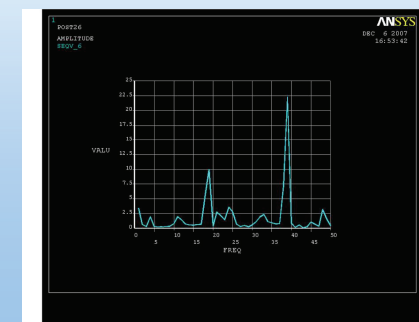 1
POST26
AMPLITUDE
SEQV_6
ANSYS
DEC 6 2007
16:53:42
25
22.5
20
17.5
15
12.5
10
7.5
5
2.5
0
VALU
0 10 20 30 40 50
5 15 25 35 45
FREQ